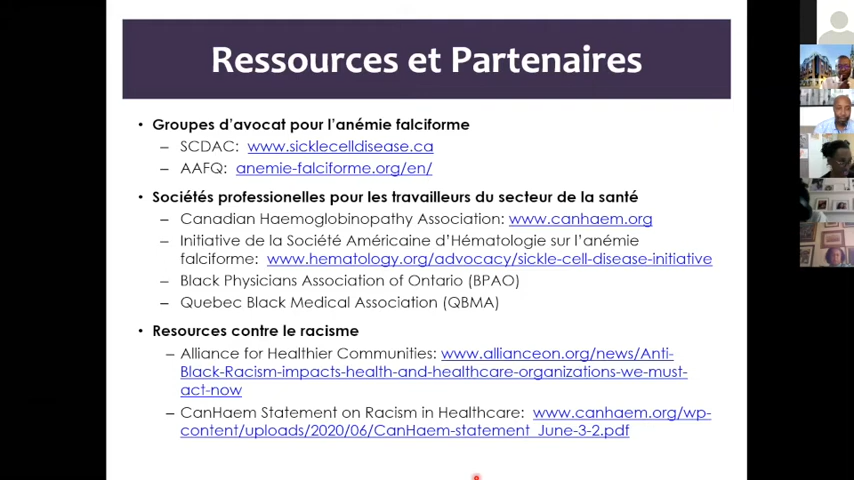 Ressources et Partenaires
• Groupes d'avocat pour l'anémie falciforme
– SCDAC: www.sicklecelldisease.ca
– AAFQ: anemie-falciforme.org/en/
• Sociétés professionelles pour les travailleurs du secteur de la santé
– Canadian Haemoglobinopathy Association: www.canhaem.org
– Initiative de la Société Américaine d'Hématologie sur l'anémie
falciforme: www.hematology.org/advocacy/sickle-cell-disease-initiative
– Black Physicians Association of Ontario (BPAO)
– Quebec Black Medical Association (QBMA)
• Resources contre le racisme
– Alliance for Healthier Communities: www.allianceon.org/news/Anti-
Black-Racism-impacts-health-and-healthcare-organizations-we-must-
act-now
– CanHaem Statement on Racism in Healthcare: www.canhaem.org/wp-
content/uploads/2020/06/CanHaem-statement_June-3-2.pdf